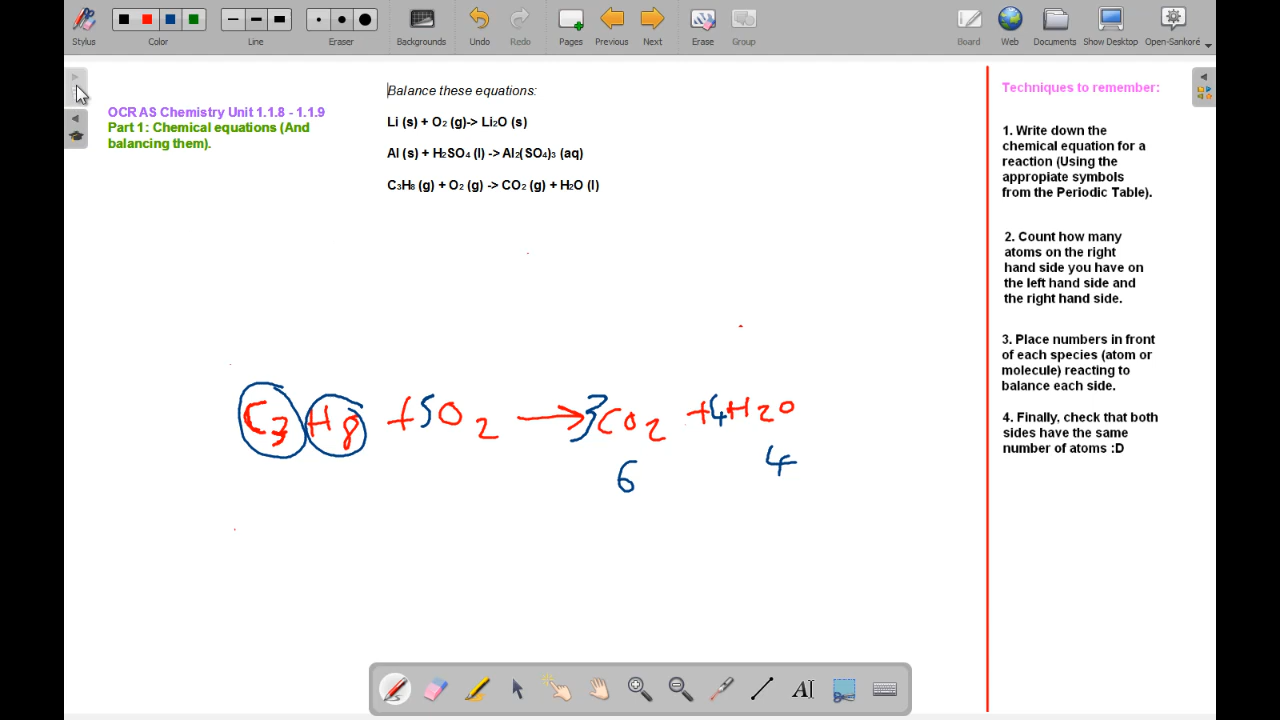 Stylus Color Line Eraser Backgrounds Undo Redo Pages Previous Next Erase Group Board Web Documents Show Desktop Open-Sankoré
OCR AS Chemistry Unit 1.1.8 - 1.1.9
Part 1: Chemical equations (And
balancing them).
Balance these equations:
Li (s) + O2 (g)-> Li2O (s)
Al (s) + H2SO4 (l) -> Al2(SO4)3 (aq)
C3H8 (g) + O2 (g) -> CO2 (g) + H2O (l)
C3H8 +5O2 → 3CO2 +4H2O
6 4
Techniques to remember:
1. Write down the
chemical equation for a
reaction (Using the
appropiate symbols
from the Periodic Table).
2. Count how many
atoms on the right
hand side you have on
the left hand side and
the right hand side.
3. Place numbers in front
of each species (atom or
molecule) reacting to
balance each side.
4. Finally, check that both
sides have the same
number of atoms :D